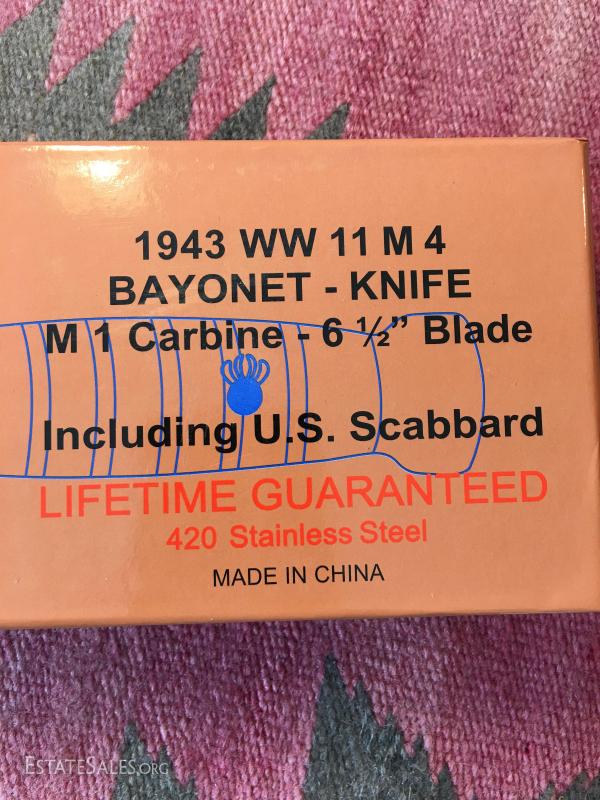 1943 WW 11 M 4
BAYONET - KNIFE
M 1 Carbine - 6 ½” Blade
Including U.S. Scabbard
LIFETIME GUARANTEED
420 Stainless Steel
MADE IN CHINA
ESTATESALES.ORG